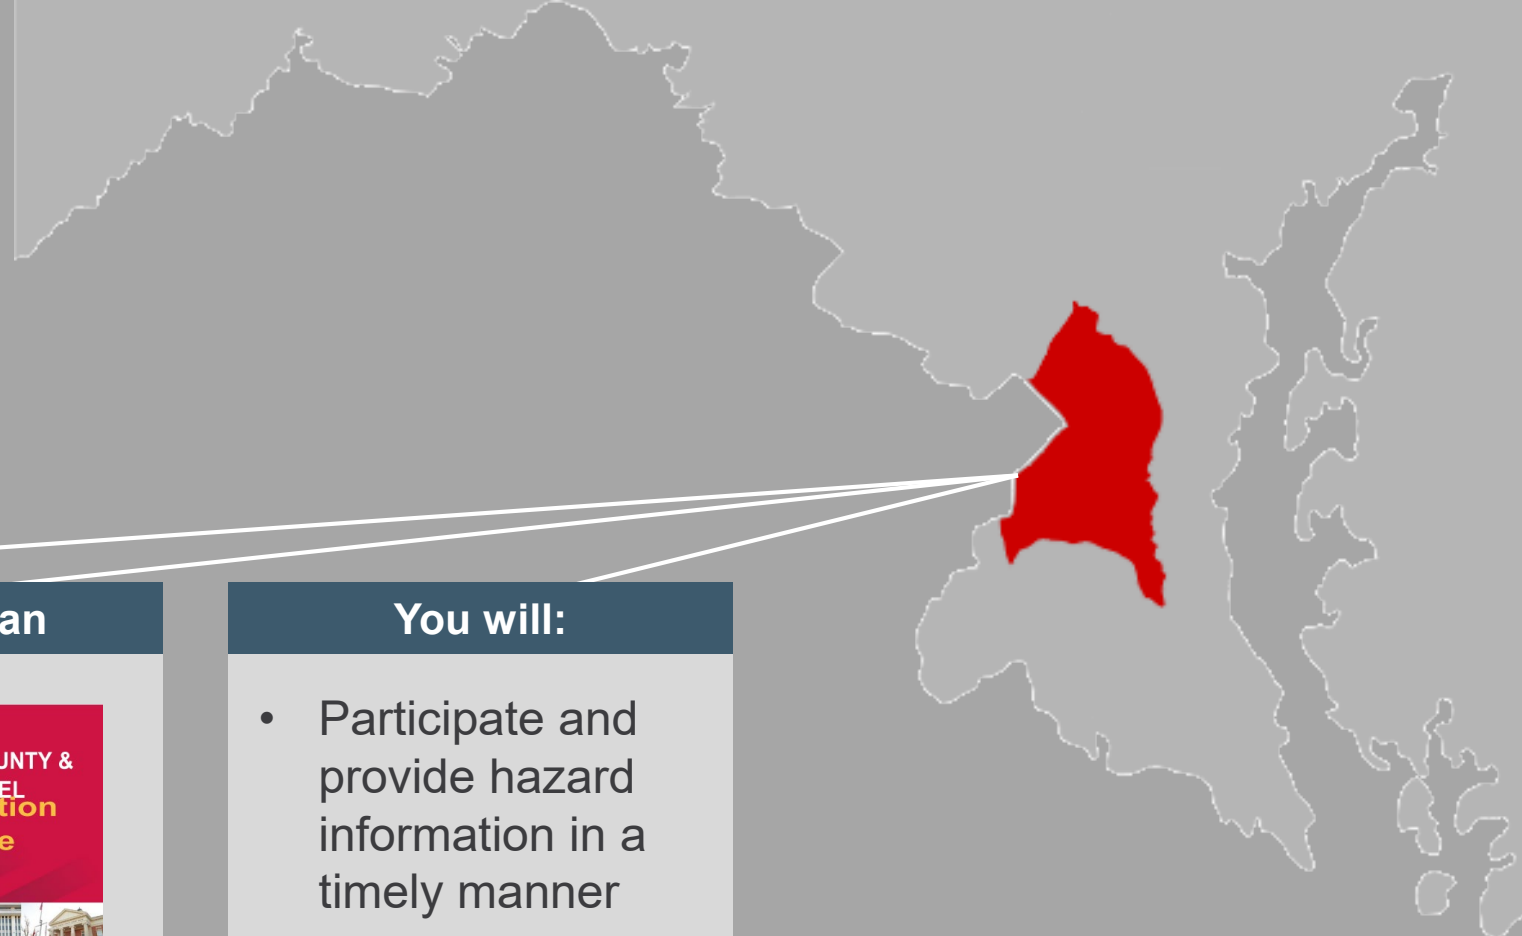 an
UNTY &
EL
tion
e
You will:
• Participate and
provide hazard
information in a
timely manner